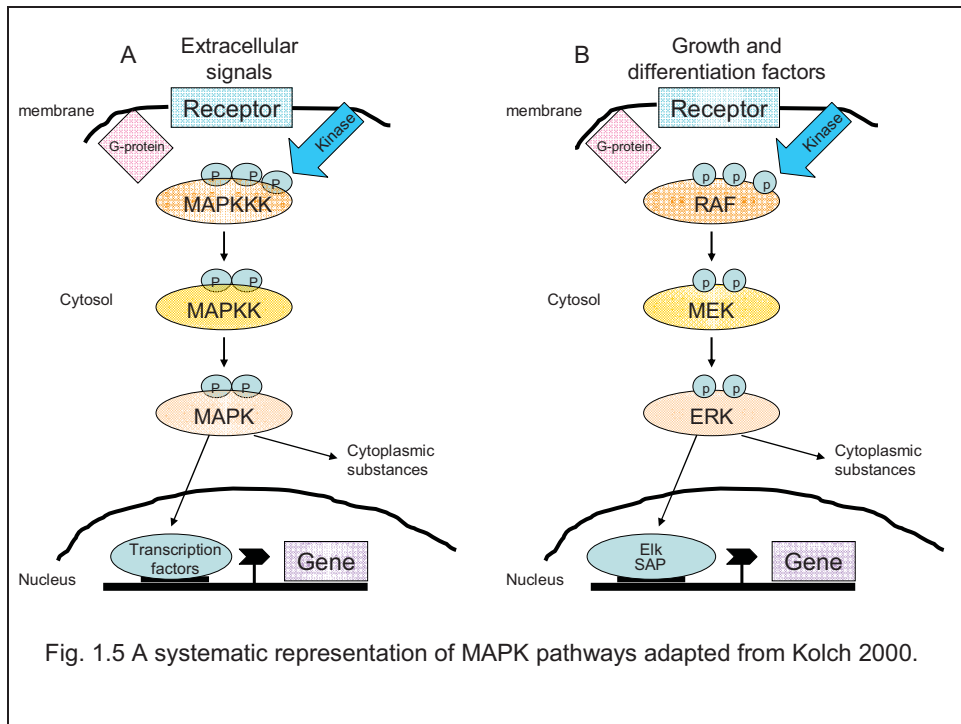 A
Extracellular
signals
membrane
Receptor
G-protein
Kinase
P P P
MAPKKK
Cytosol
P P
MAPKK
P P
MAPK
Cytoplasmic
substances
Transcription
factors
Gene
Nucleus
B
Growth and
differentiation factors
membrane
Receptor
G-protein
Kinase
p p p
RAF
Cytosol
p p
MEK
p p
ERK
Cytoplasmic
substances
Elk
SAP
Gene
Nucleus
Fig. 1.5 A systematic representation of MAPK pathways adapted from Kolch 2000.